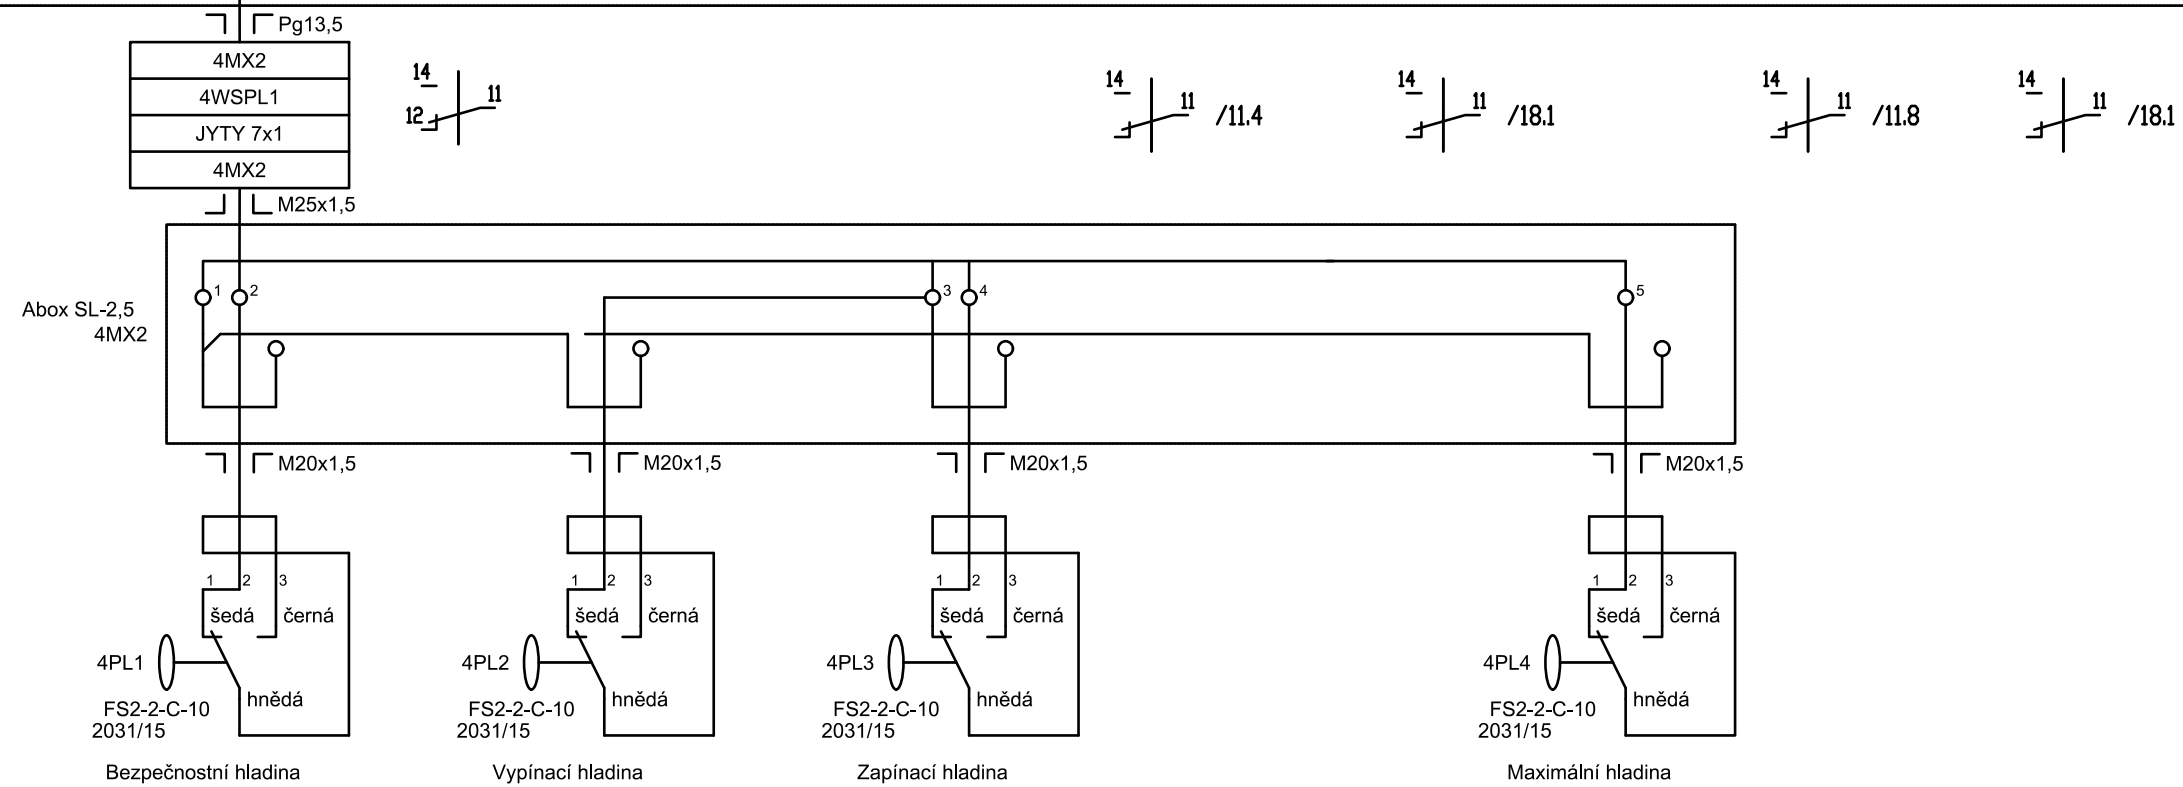 Pg13,5
4MX2
4WSPL1
JYTY 7x1
4MX2
M25x1,5
14
12
11
14
11
/11.4
14
11
/18.1
14
11
/11.8
14
11
/18.1
Abox SL-2,5
4MX2
1
2
3
4
5
M20x1,5
M20x1,5
M20x1,5
M20x1,5
1
2
3
šedá
černá
4PL1
hnědá
FS2-2-C-10
2031/15
Bezpečnostní hladina
1
2
3
šedá
černá
4PL2
hnědá
FS2-2-C-10
2031/15
Vypínací hladina
1
2
3
šedá
černá
4PL3
hnědá
FS2-2-C-10
2031/15
Zapínací hladina
1
2
3
šedá
černá
4PL4
hnědá
FS2-2-C-10
2031/15
Maximální hladina